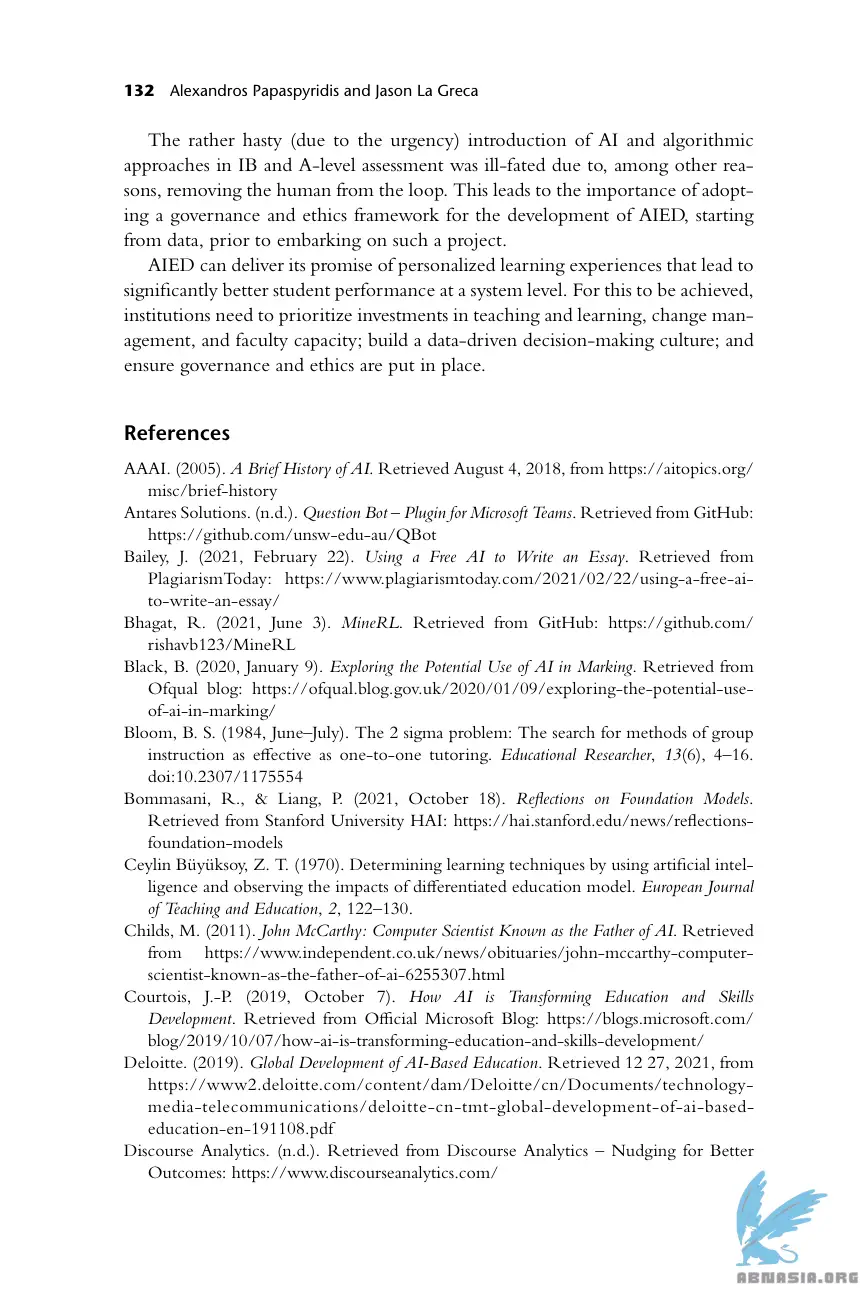 132 Alexandros Papaspyridis and Jason La Greca
The rather hasty (due to the urgency) introduction of AI and algorithmic
approaches in IB and A-level assessment was ill-fated due to, among other rea-
sons, removing the human from the loop. This leads to the importance of adopt-
ing a governance and ethics framework for the development of AIED, starting
from data, prior to embarking on such a project.
AIED can deliver its promise of personalized learning experiences that lead to
significantly better student performance at a system level. For this to be achieved,
institutions need to prioritize investments in teaching and learning, change man-
agement, and faculty capacity; build a data-driven decision-making culture; and
ensure governance and ethics are put in place.
References
AAAI. (2005). A Brief History of AI. Retrieved August 4, 2018, from https://aitopics.org/
misc/brief-history
Antares Solutions. (n.d.). Question Bot – Plugin for Microsoft Teams. Retrieved from GitHub:
https://github.com/unsw-edu-au/QBot
Bailey, J. (2021, February 22). Using a Free AI to Write an Essay. Retrieved from
PlagiarismToday: https://www.plagiarismtoday.com/2021/02/22/using-a-free-ai-
to-write-an-essay/
Bhagat, R. (2021, June 3). MineRL. Retrieved from GitHub: https://github.com/
rishavb123/MineRL
Black, B. (2020, January 9). Exploring the Potential Use of AI in Marking. Retrieved from
Ofqual blog: https://ofqual.blog.gov.uk/2020/01/09/exploring-the-potential-use-
of-ai-in-marking/
Bloom, B. S. (1984, June–July). The 2 sigma problem: The search for methods of group
instruction as effective as one-to-one tutoring. Educational Researcher, 13(6), 4–16.
doi:10.2307/1175554
Bommasani, R., & Liang, P. (2021, October 18). Reflections on Foundation Models.
Retrieved from Stanford University HAI: https://hai.stanford.edu/news/reflections-
foundation-models
Ceylin Büyüksoy, Z. T. (1970). Determining learning techniques by using artificial intel-
ligence and observing the impacts of differentiated education model. European Journal
of Teaching and Education, 2, 122–130.
Childs, M. (2011). John McCarthy: Computer Scientist Known as the Father of AI. Retrieved
from https://www.independent.co.uk/news/obituaries/john-mccarthy-computer-
scientist-known-as-the-father-of-ai-6255307.html
Courtois, J.-P. (2019, October 7). How AI is Transforming Education and Skills
Development. Retrieved from Official Microsoft Blog: https://blogs.microsoft.com/
blog/2019/10/07/how-ai-is-transforming-education-and-skills-development/
Deloitte. (2019). Global Development of AI-Based Education. Retrieved 12 27, 2021, from
https://www2.deloitte.com/content/dam/Deloitte/cn/Documents/technology-
media-telecommunications/deloitte-cn-tmt-global-development-of-ai-based-
education-en-191108.pdf
Discourse Analytics. (n.d.). Retrieved from Discourse Analytics – Nudging for Better
Outcomes: https://www.discourseanalytics.com/
ABNASIA.ORG